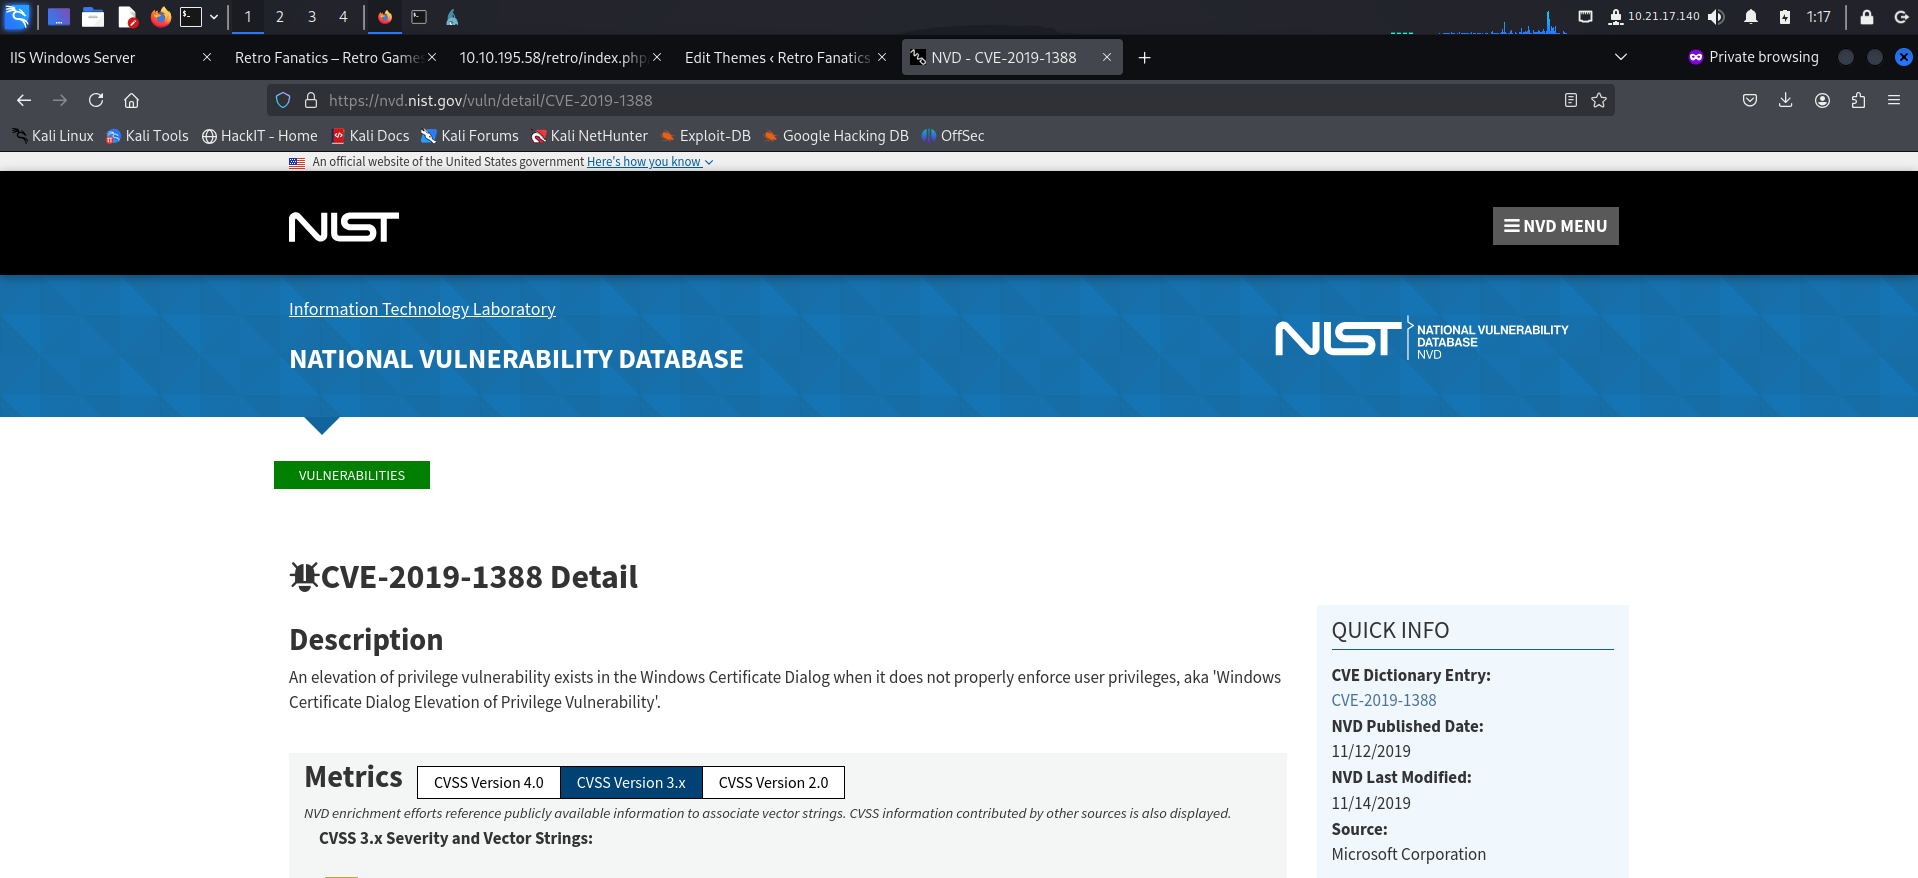 1 2 3 4 10.21.17.140 1:17
IIS Windows Server × Retro Fanatics – Retro Games × 10.10.195.58/retro/index.php × Edit Themes ‹ Retro Fanatics × NVD - CVE-2019-1388 × + Private browsing
https://nvd.nist.gov/vuln/detail/CVE-2019-1388
Kali Linux Kali Tools HackIT - Home Kali Docs Kali Forums Kali NetHunter Exploit-DB Google Hacking DB OffSec
An official website of the United States government Here's how you know
NIST
NVD MENU
Information Technology Laboratory
NATIONAL VULNERABILITY DATABASE
NIST NATIONAL VULNERABILITY
DATABASE
NVD
VULNERABILITIES
CVE-2019-1388 Detail
Description
An elevation of privilege vulnerability exists in the Windows Certificate Dialog when it does not properly enforce user privileges, aka 'Windows
Certificate Dialog Elevation of Privilege Vulnerability'.
Metrics CVSS Version 4.0 CVSS Version 3.x CVSS Version 2.0
NVD enrichment efforts reference publicly available information to associate vector strings. CVSS information contributed by other sources is also displayed.
CVSS 3.x Severity and Vector Strings:
QUICK INFO
CVE Dictionary Entry:
CVE-2019-1388
NVD Published Date:
11/12/2019
NVD Last Modified:
11/14/2019
Source:
Microsoft Corporation